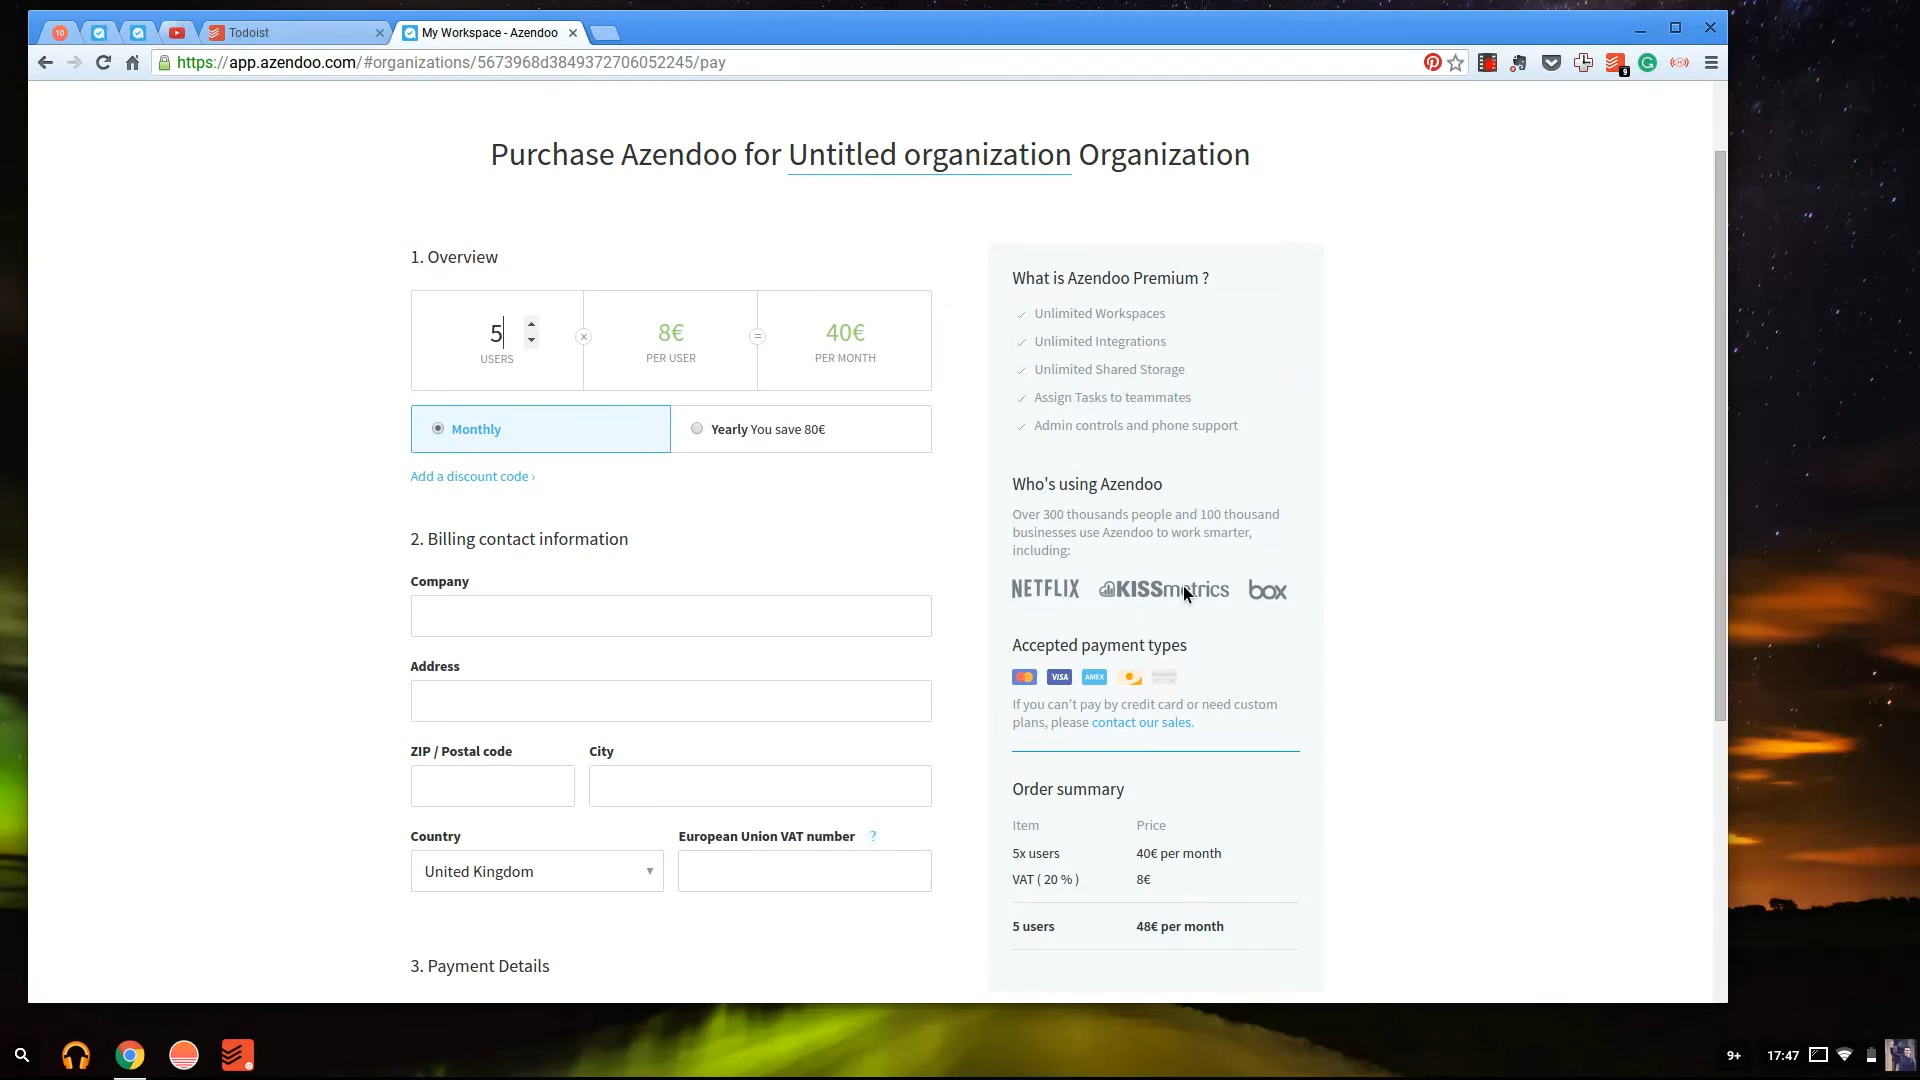 10
Todoist
My Workspace - Azendoo
https://app.azendoo.com/#organizations/5673968d3849372706052245/pay
9
Purchase Azendoo for Untitled organization Organization
1. Overview
5
USERS
×
8€
PER USER
=
40€
PER MONTH
Monthly
Yearly You save 80€
Add a discount code ›
2. Billing contact information
Company
Address
ZIP / Postal code
City
Country
European Union VAT number ?
United Kingdom
3. Payment Details
What is Azendoo Premium ?
Unlimited Workspaces
Unlimited Integrations
Unlimited Shared Storage
Assign Tasks to teammates
Admin controls and phone support
Who's using Azendoo
Over 300 thousands people and 100 thousand
businesses use Azendoo to work smarter,
including:
NETFLIX KISSmetrics box
Accepted payment types
VISA AMEX
If you can't pay by credit card or need custom
plans, please contact our sales.
Order summary
Item Price
5x users 40€ per month
VAT ( 20 % ) 8€
5 users 48€ per month
9+ 17:47